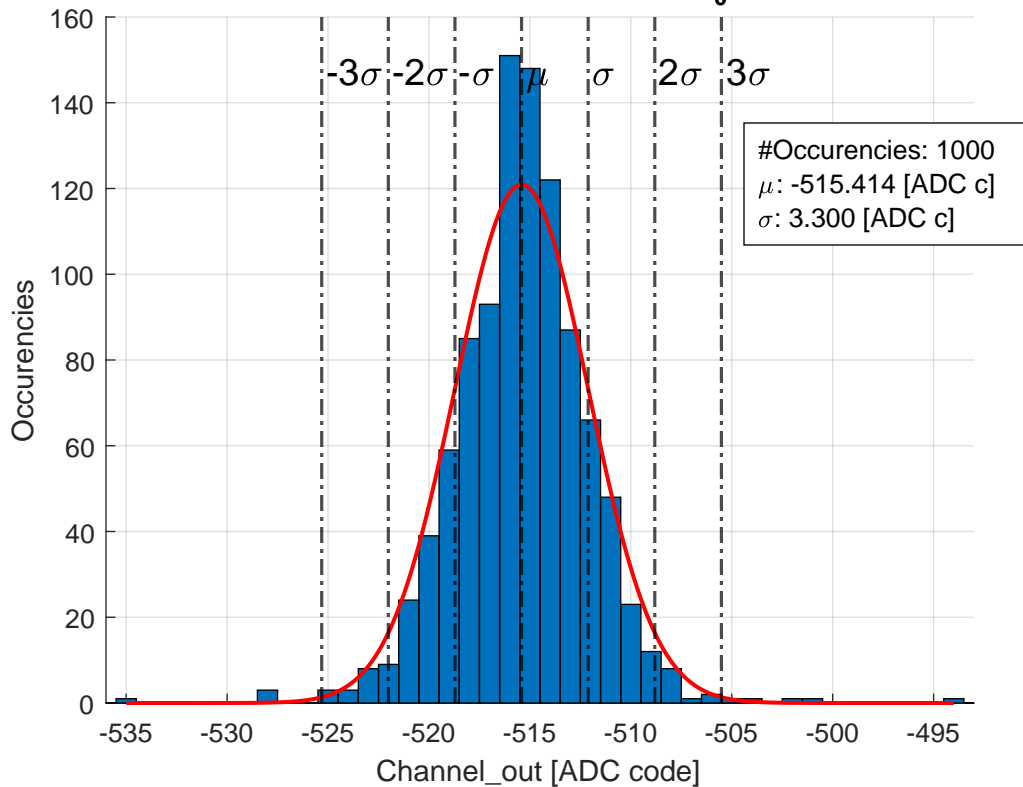 0
160
140
120
100
80
60
40
20
0
Occurencies
-3σ -2σ -σ μ σ 2σ 3σ
#Occurencies: 1000
μ: -515.414 [ADC c]
σ: 3.300 [ADC c]
-535 -530 -525 -520 -515 -510 -505 -500 -495
Channel_out [ADC code]